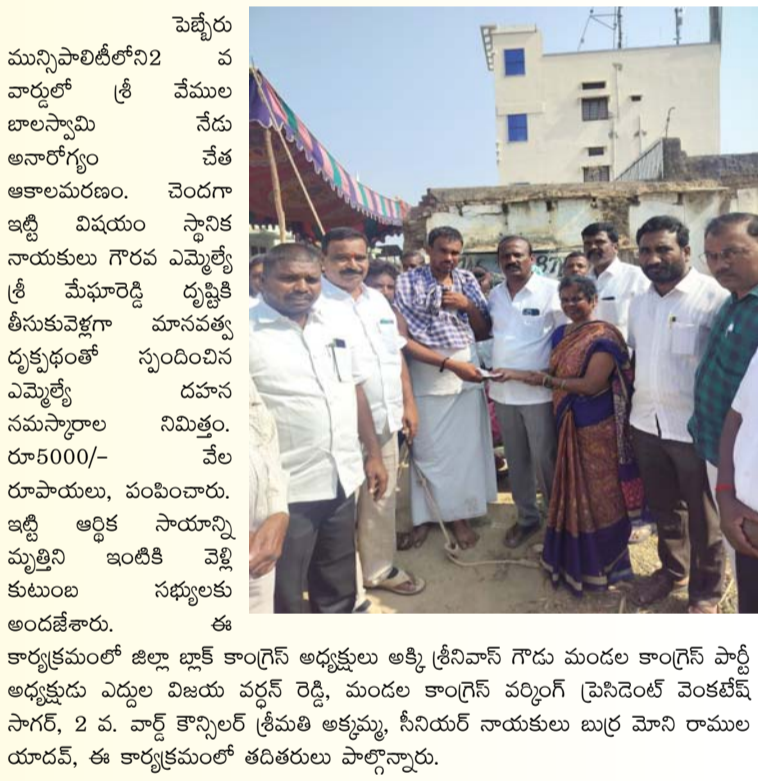 పెబ్బేరు
మున్సిపాలిటీలోని2 వ
వార్డులో శ్రీ వేముల
బాలస్వామి నేడు
అనారోగ్యం చేత
ఆకాలమరణం. చెందగా
ఇట్టి విషయం స్థానిక
నాయకులు గౌరవ ఎమ్మెల్యే
శ్రీ మేఘారెడ్డి దృష్టికి
తీసుకువెళ్లగా మానవత్వ
దృక్పథంతో స్పందించిన
ఎమ్మెల్యే దహన
నమస్కారాల నిమిత్తం.
రూ5000/- వేల
రూపాయలు, పంపించారు.
ఇట్టి ఆర్థిక సాయాన్ని
మృత్తిని ఇంటికి వెళ్లి
కుటుంబ సభ్యులకు
అందజేశారు. ఈ
కార్యక్రమంలో జిల్లా బ్లాక్ కాంగ్రెస్ అధ్యక్షులు అక్కి శ్రీనివాస్ గౌడు మండల కాంగ్రెస్ పార్టీ
అధ్యక్షుడు ఎద్దుల విజయ వర్ధన్ రెడ్డి, మండల కాంగ్రెస్ వర్కింగ్ ప్రెసిడెంట్ వెంకటేష్
సాగర్, 2 వ. వార్డ్ కౌన్సిలర్ శ్రీమతి అక్కమ్మ, సీనియర్ నాయకులు బుర్ర మోని రాముల
యాదవ్, ఈ కార్యక్రమంలో తదితరులు పాల్గొన్నారు.